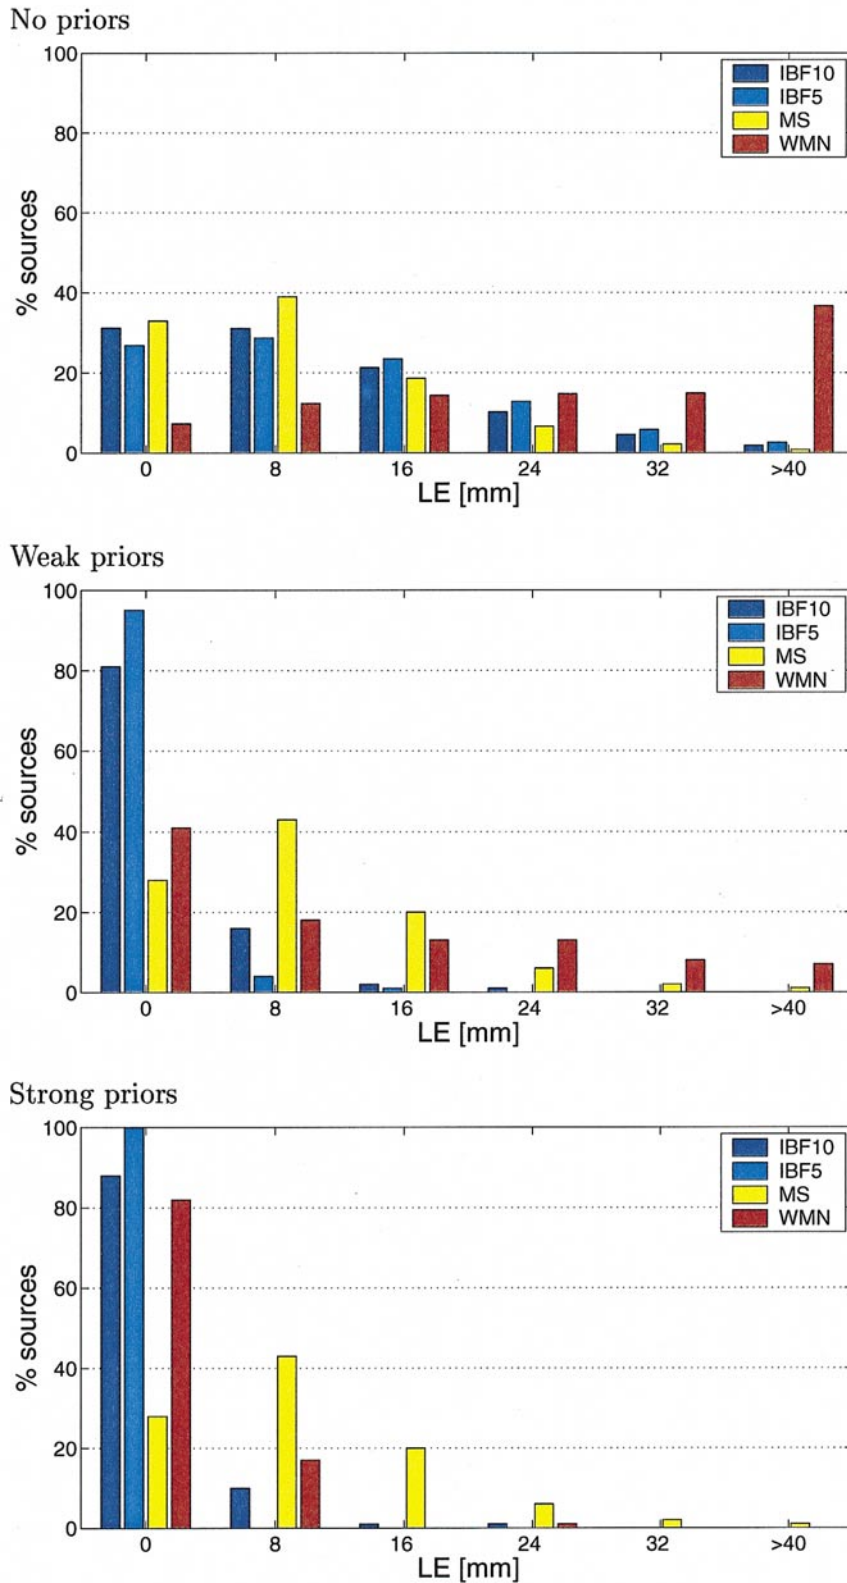 No priors
100
80
60
40
20
0
% sources
IBF10
IBF5
MS
WMN
0 8 16 24 32 >40
LE [mm]
Weak priors
100
80
60
40
20
0
% sources
IBF10
IBF5
MS
WMN
0 8 16 24 32 >40
LE [mm]
Strong priors
100
80
60
40
20
0
% sources
IBF10
IBF5
MS
WMN
0 8 16 24 32 >40
LE [mm]